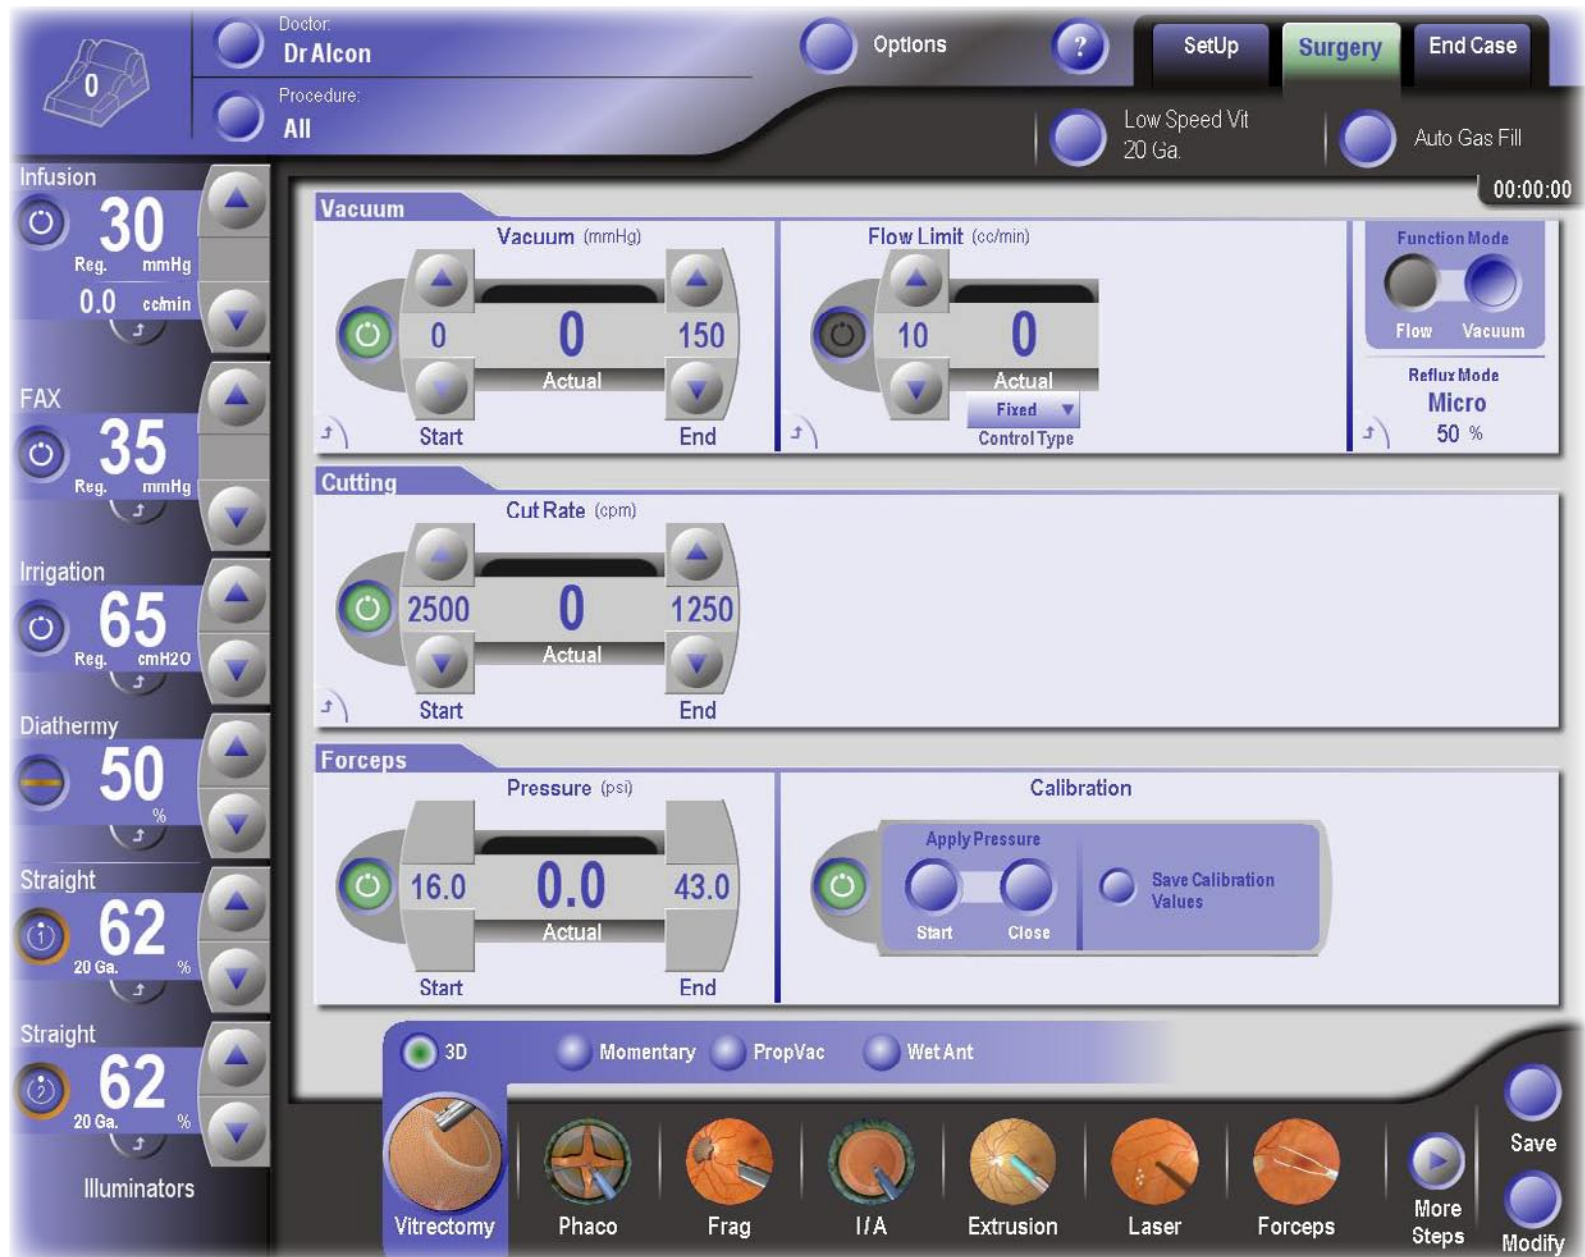 0
Doctor:
Dr Alcon
Procedure:
All
Options
?
SetUp
Surgery
End Case
Low Speed Vit
20 Ga.
Auto Gas Fill
00:00:00
Infusion
30
Reg. mmHg
0.0 cc/min
FAX
35
Reg. mmHg
Irrigation
65
Reg. cmH2O
Diathermy
50
%
Straight
1
62
20 Ga. %
Straight
2
62
20 Ga. %
Illuminators
Vacuum
Vacuum (mmHg)
0 0 150
Actual
Start End
Flow Limit (cc/min)
10 0
Actual
Fixed
Control Type
Function Mode
Flow Vacuum
Reflux Mode
Micro
50 %
Cutting
Cut Rate (cpm)
2500 0 1250
Actual
Start End
Forceps
Pressure (psi)
16.0 0.0 43.0
Actual
Start End
Calibration
Apply Pressure
Start Close
Save Calibration
Values
3D Momentary PropVac Wet Ant
Vitrectomy Phaco Frag I/A Extrusion Laser Forceps
More
Steps
Save
Modify